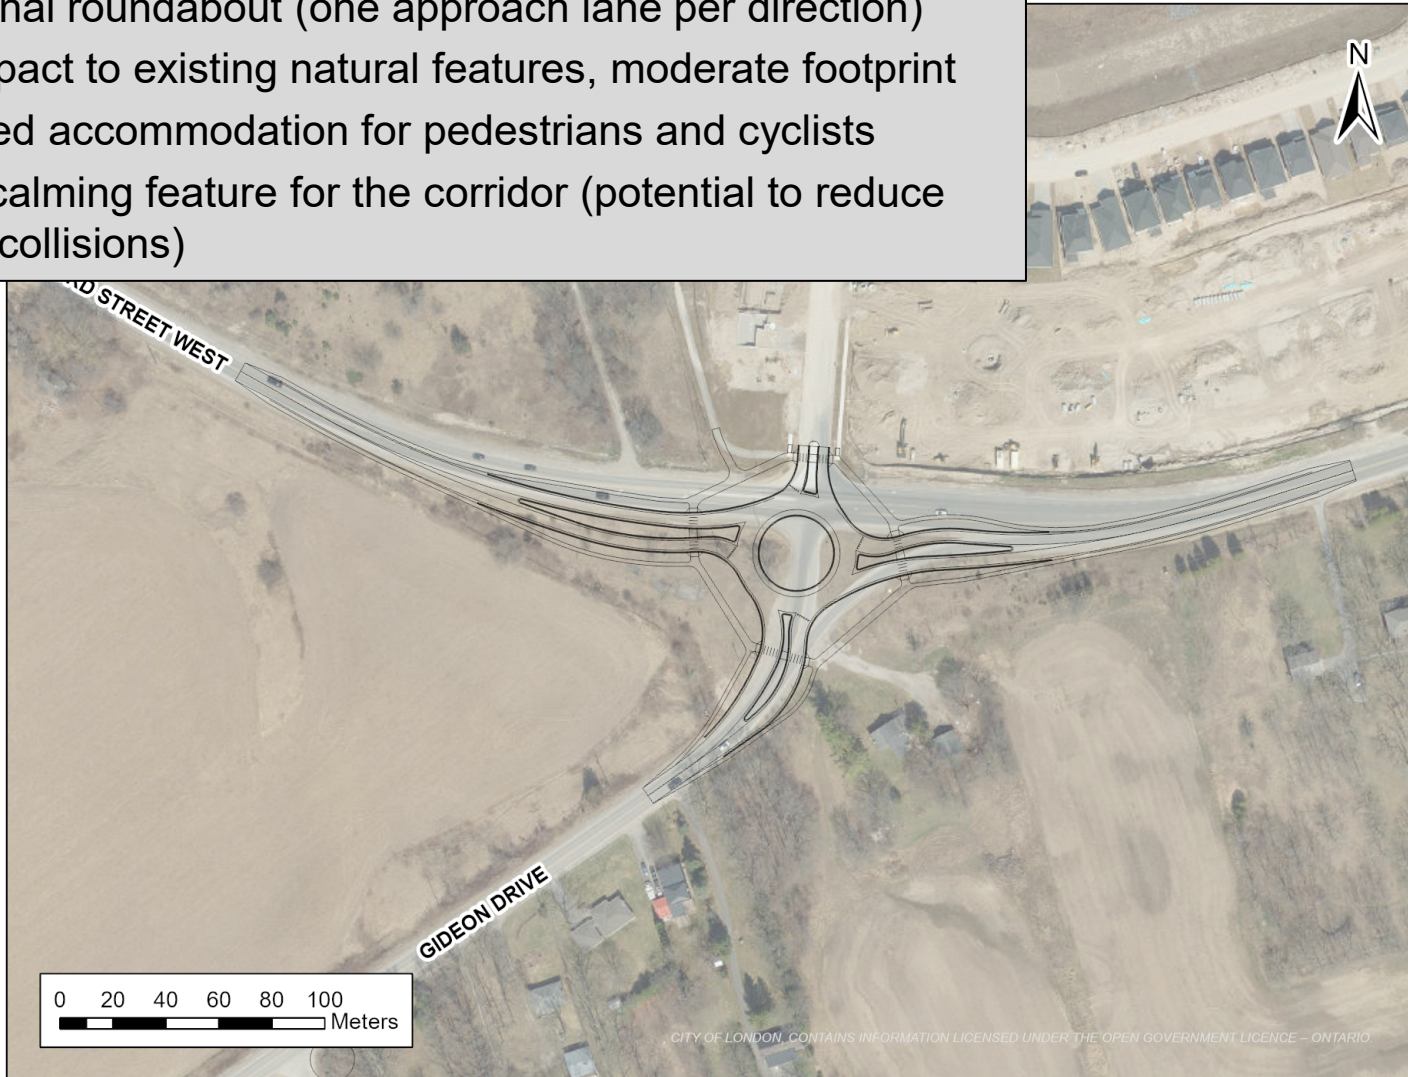 nal roundabout (one approach lane per direction)
pact to existing natural features, moderate footprint
ed accommodation for pedestrians and cyclists
calming feature for the corridor (potential to reduce
collisions)
N
RD STREET WEST
GIDEON DRIVE
0 20 40 60 80 100
Meters
CITY OF LONDON, CONTAINS INFORMATION LICENSED UNDER THE OPEN GOVERNMENT LICENCE – ONTARIO